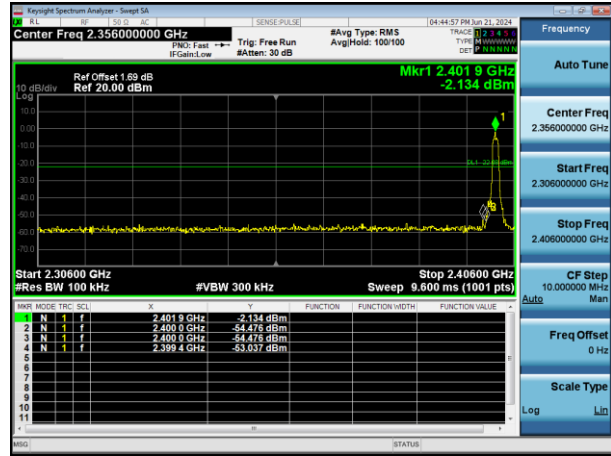 Keysight Spectrum Analyzer - Swept SA
RL RF 50 Ω AC SENSE:PULSE 04:44:57 PM Jun 21, 2024
Center Freq 2.356000000 GHz
PNO: Fast
IFGain:Low
Trig: Free Run
#Atten: 30 dB
#Avg Type: RMS
Avg|Hold: 100/100
TRACE 1 2 3 4 5 6
TYPE M W W W W W
DET P N N N N N
Ref Offset 1.69 dB
Ref 20.00 dBm
Mkr1 2.401 9 GHz
-2.134 dBm
10 dB/div
Log
10.0
0.00
-10.0
-20.0
-30.0
-40.0
-50.0
-60.0
-70.0
1
Start 2.30600 GHz
#Res BW 100 kHz
#VBW 300 kHz
Stop 2.40600 GHz
Sweep 9.600 ms (1001 pts)
MKR MODE TRC SCL X Y FUNCTION FUNCTION WIDTH FUNCTION VALUE
1 N 1 f 2.401 9 GHz -2.134 dBm
2 N 1 f 2.400 0 GHz -54.476 dBm
3 N 1 f 2.400 0 GHz -54.476 dBm
4 N 1 f 2.399 4 GHz -53.037 dBm
5
6
7
8
9
10
11
MSG STATUS
Frequency
Auto Tune
Center Freq
2.356000000 GHz
Start Freq
2.306000000 GHz
Stop Freq
2.406000000 GHz
CF Step
10.000000 MHz
Auto Man
Freq Offset
0 Hz
Scale Type
Log Lin